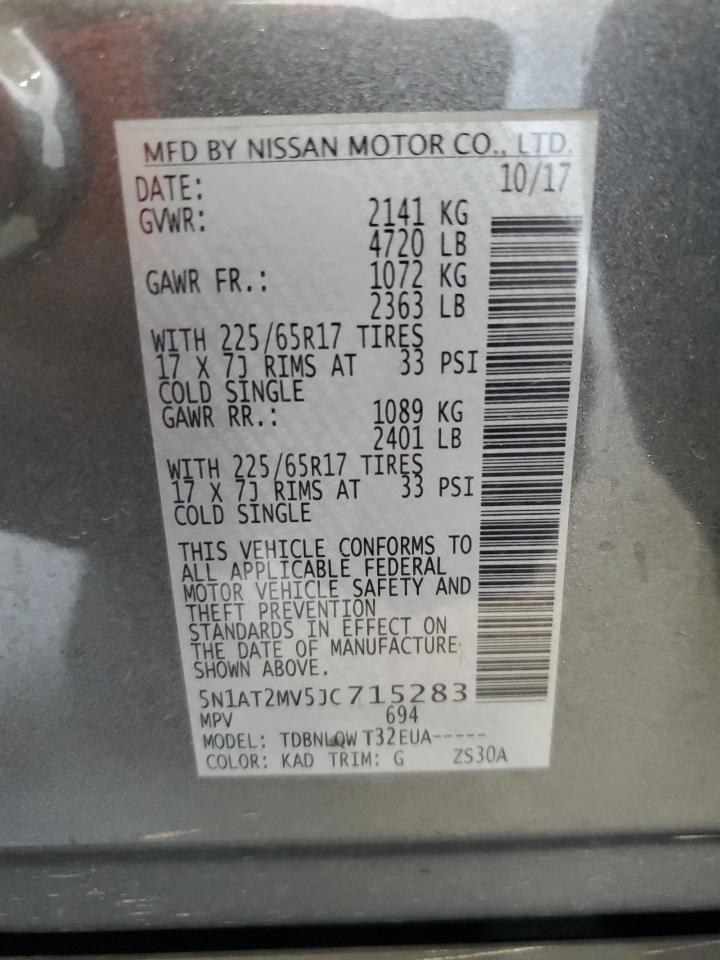 MFD BY NISSAN MOTOR CO., LTD.
DATE: 10/17
GVWR: 2141 KG
4720 LB
GAWR FR.: 1072 KG
2363 LB
WITH 225/65R17 TIRES
17 X 7J RIMS AT 33 PSI
COLD SINGLE
GAWR RR.: 1089 KG
2401 LB
WITH 225/65R17 TIRES
17 X 7J RIMS AT 33 PSI
COLD SINGLE
THIS VEHICLE CONFORMS TO
ALL APPLICABLE FEDERAL
MOTOR VEHICLE SAFETY AND
THEFT PREVENTION
STANDARDS IN EFFECT ON
THE DATE OF MANUFACTURE
SHOWN ABOVE.
5N1AT2MV5JC715283
MPV 694
MODEL: TDBNLQW T32EUA-----
COLOR: KAD TRIM: G ZS30A